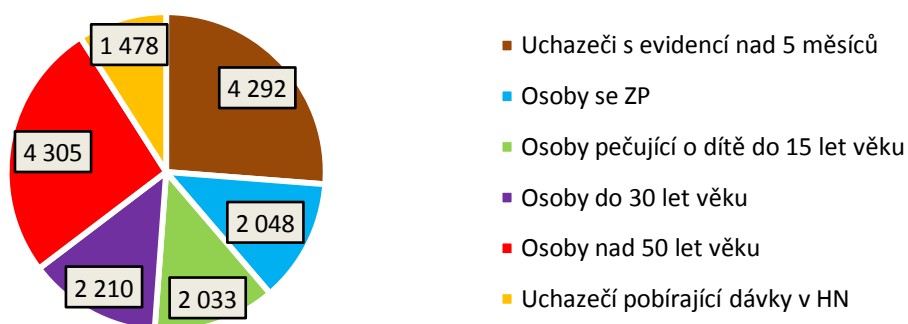 1 478
4 292
4 305
2 048
2 210
2 033
Uchazeči s evidencí nad 5 měsíců
Osoby se ZP
Osoby pečující o dítě do 15 let věku
Osoby do 30 let věku
Osoby nad 50 let věku
Uchazečí pobírající dávky v HN